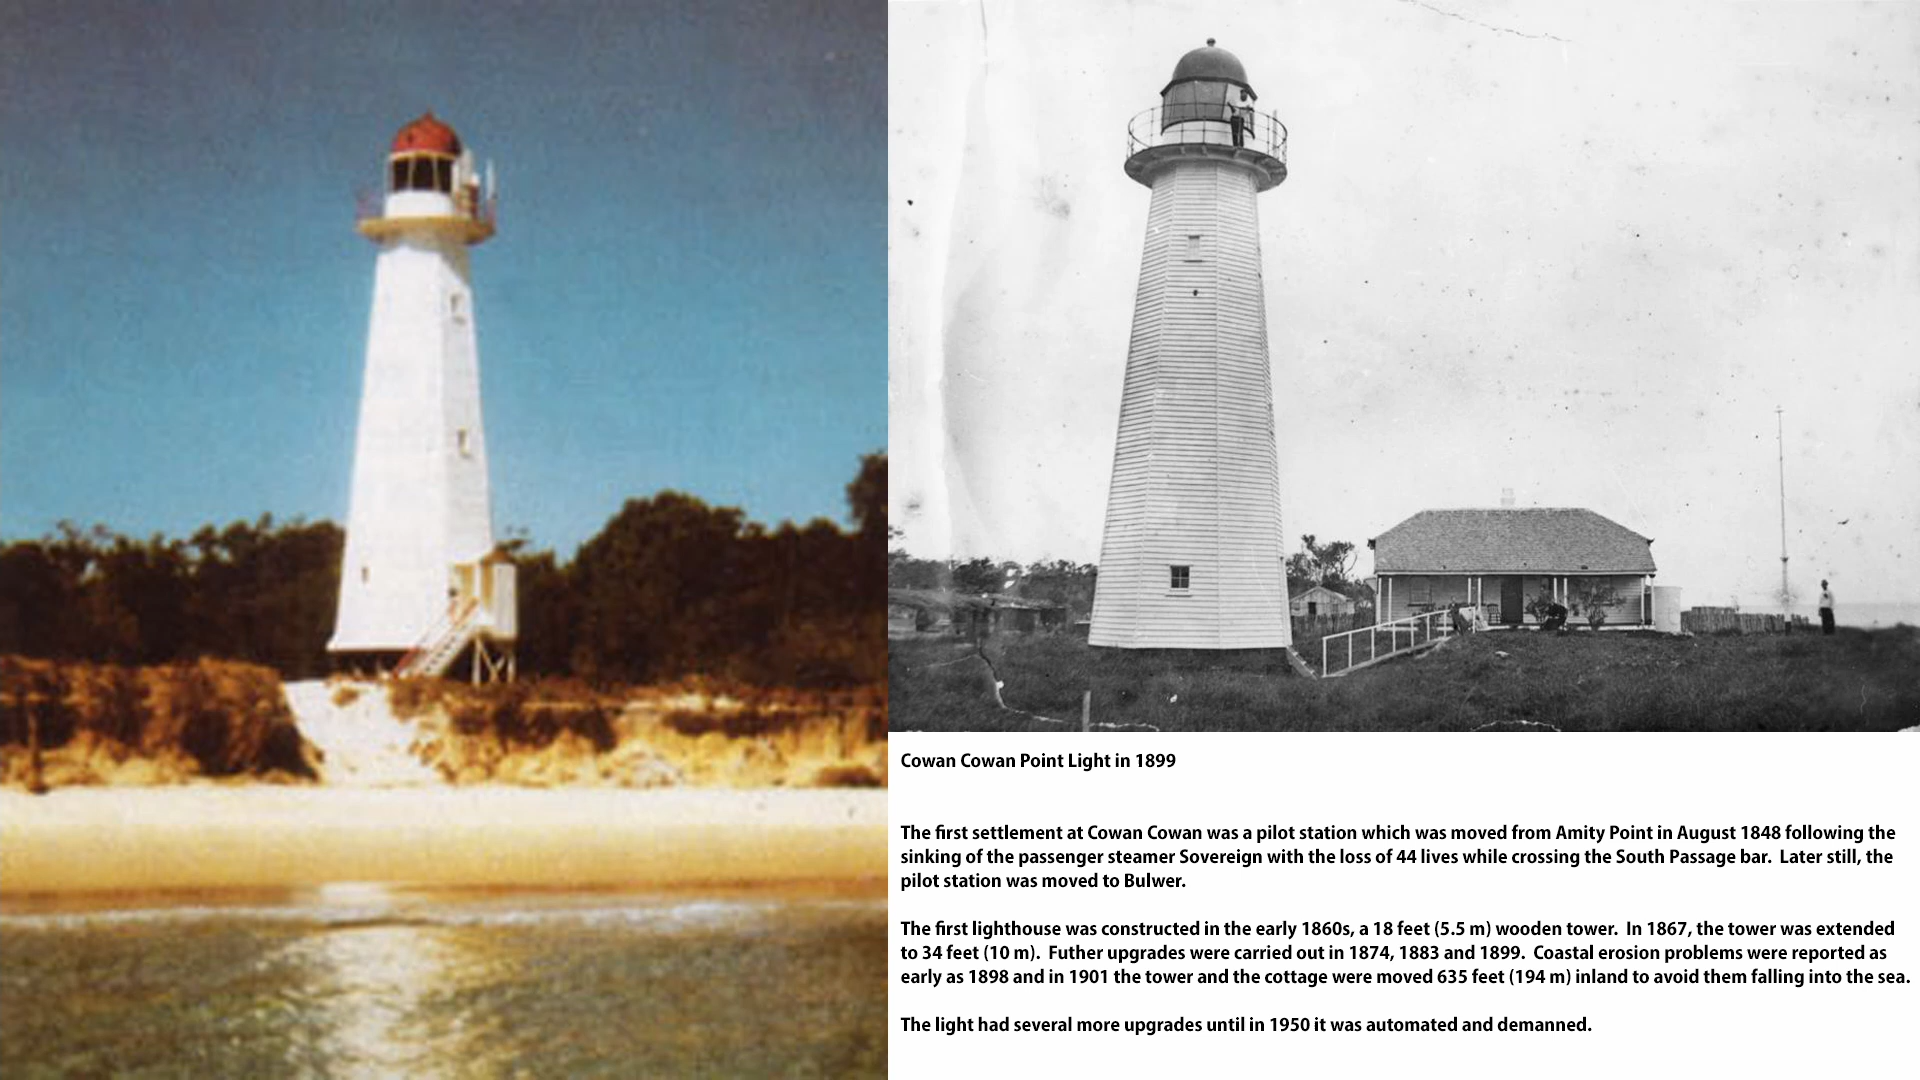 Cowan Cowan Point Light in 1899
The first settlement at Cowan Cowan was a pilot station which was moved from Amity Point in August 1848 following the
sinking of the passenger steamer Sovereign with the loss of 44 lives while crossing the South Passage bar.  Later still, the
pilot station was moved to Bulwer.
The first lighthouse was constructed in the early 1860s, a 18 feet (5.5 m) wooden tower.  In 1867, the tower was extended
to 34 feet (10 m).  Futher upgrades were carried out in 1874, 1883 and 1899.  Coastal erosion problems were reported as
early as 1898 and in 1901 the tower and the cottage were moved 635 feet (194 m) inland to avoid them falling into the sea.
The light had several more upgrades until in 1950 it was automated and demanned.